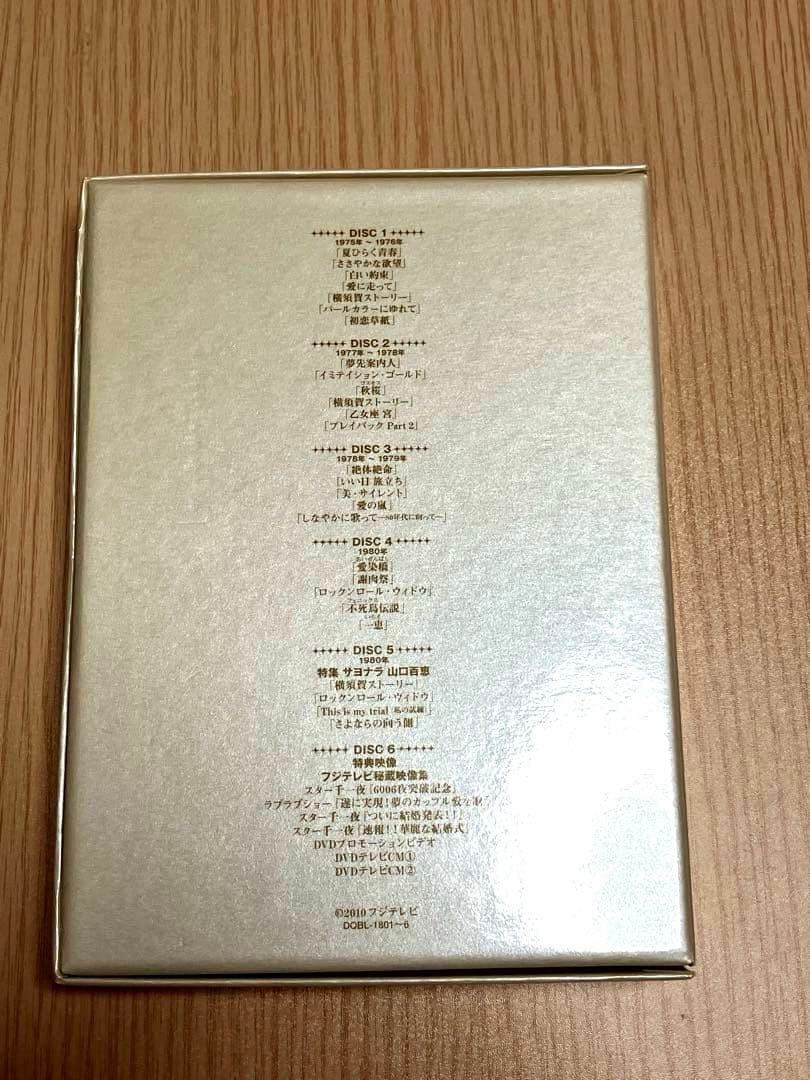 DISC 1
1975年 ~ 1976年
「夏ひらく青春」
「ささやかな欲望」
「白い約束」
「愛に走って」
「横須賀ストーリー」
「パールカラーにゆれて」
「初恋草紙」
DISC 2
1977年 ~ 1978年
「夢先案内人」
「イミテイション・ゴールド」
コスモス
「秋桜」
「横須賀ストーリー」
「乙女座 宮」
「プレイバック Part 2」
DISC 3
1978年 ~ 1979年
「絶体絶命」
「いい日 旅立ち」
「美・サイレント」
「愛の嵐」
「しなやかに歌って—80年代に向って—」
DISC 4
1980年
あいぜんばし
「愛染橋」
「謝肉祭」
「ロックンロール・ウィドウ」
フェニックス
「不死鳥伝説」
「一恵」
DISC 5
1980年
特集 サヨナラ 山口百恵
「横須賀ストーリー」
「ロックンロール・ウィドウ」
「This is my trial (私の試練)」
「さよならの向う側」
DISC 6
特典映像
フジテレビ秘蔵映像集
スター千一夜「6006夜突破記念」
ラブラブショー「遂に実現！夢のカップル
スター千一夜「ついに結婚発表！！」
スター千一夜「速報！！華麗な結婚式」
DVDプロモーションビデオ
DVDテレビCM①
DVDテレビCM②
©2010 フジテレビ
DQBL-1801~6